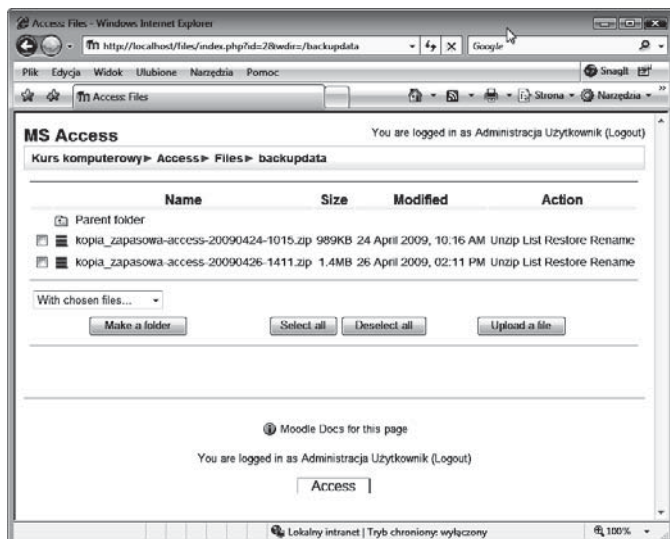 Access: Files - Windows Internet Explorer
http://localhost/files/index.php?id=2&wdir=/backupdata
Google
Plik Edycja Widok Ulubione Narzędzia Pomoc
SnagIt
Access: Files
Strona Narzędzia
MS Access
You are logged in as Administracja Użytkownik (Logout)
Kurs komputerowy► Access► Files► backupdata
Name Size Modified Action
Parent folder
kopia_zapasowa-access-20090424-1015.zip 989KB 24 April 2009, 10:16 AM Unzip List Restore Rename
kopia_zapasowa-access-20090426-1411.zip 1.4MB 26 April 2009, 02:11 PM Unzip List Restore Rename
With chosen files...
Make a folder Select all Deselect all Upload a file
Moodle Docs for this page
You are logged in as Administracja Użytkownik (Logout)
Access
Lokalny intranet | Tryb chroniony: wyłączony
100%